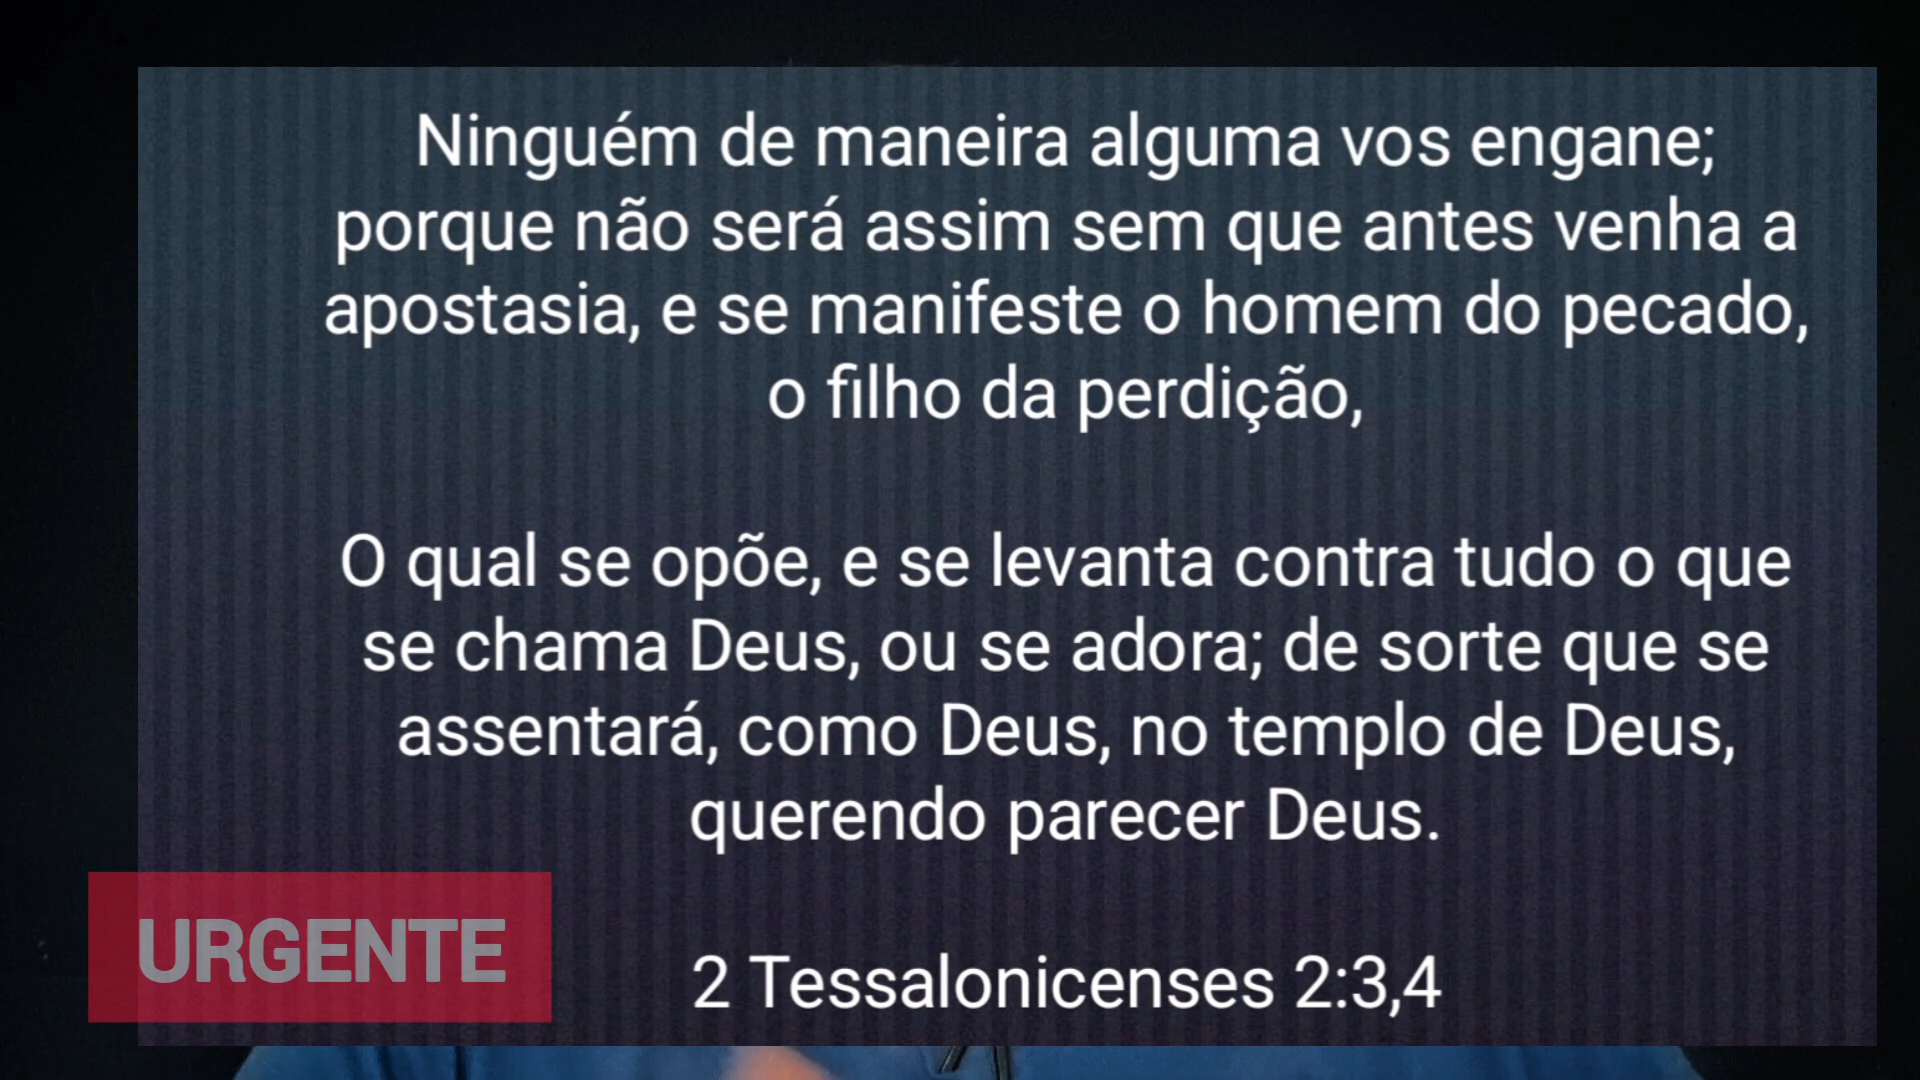 Ninguém de maneira alguma vos engane;
porque não será assim sem que antes venha a
apostasia, e se manifeste o homem do pecado,
o filho da perdição,
O qual se opõe, e se levanta contra tudo o que
se chama Deus, ou se adora; de sorte que se
assentará, como Deus, no templo de Deus,
querendo parecer Deus.
URGENTE
2 Tessalonicenses 2:3,4